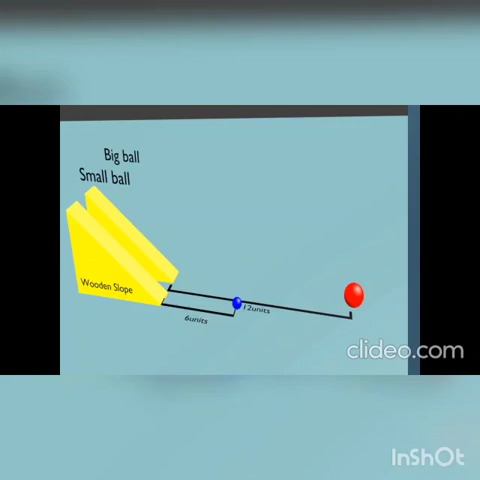 Big ball
Small ball
Wooden Slope
12units
6units
clideo.com
InShOt